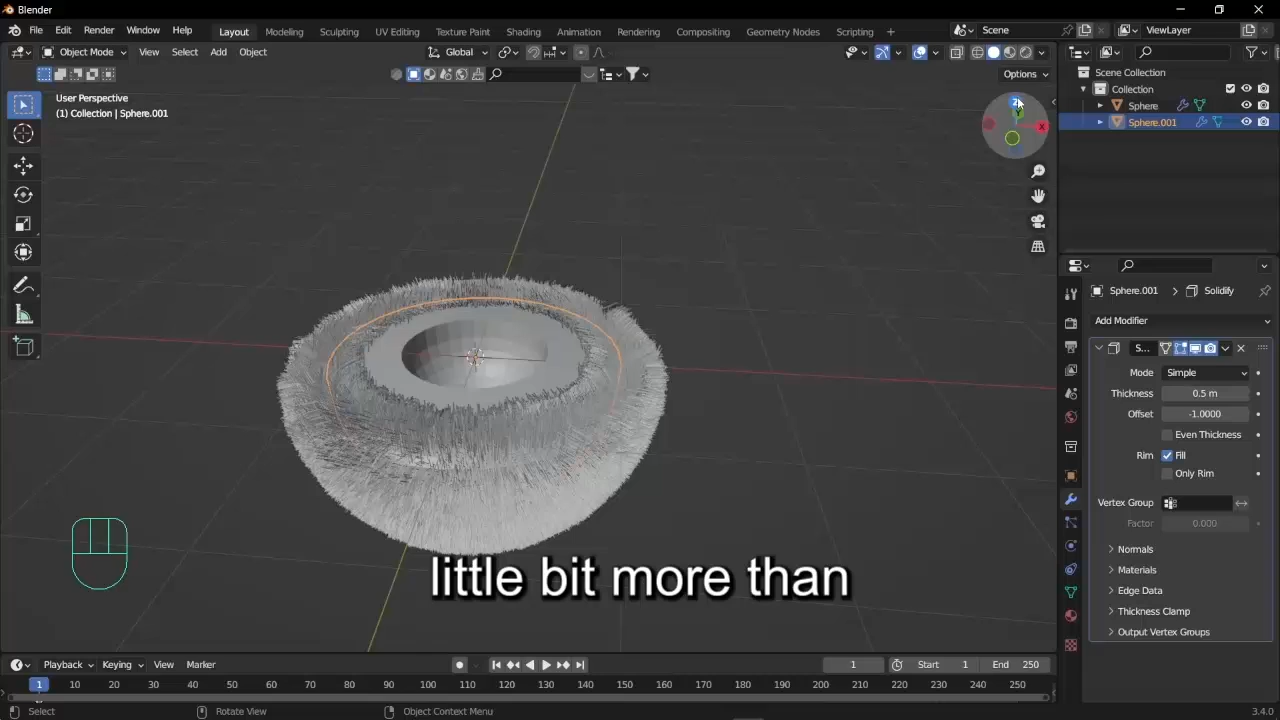 Blender
File Edit Render Window Help Layout Modeling Sculpting UV Editing Texture Paint Shading Animation Rendering Compositing Geometry Nodes Scripting + Scene ViewLayer
Object Mode View Select Add Object Global
Options
User Perspective
(1) Collection | Sphere.001
Z
Y
X
Scene Collection
Collection
Sphere
Sphere.001
Sphere.001 > Solidify
Add Modifier
S...
Mode Simple
Thickness 0.5 m
Offset -1.0000
Even Thickness
Rim Fill
Only Rim
Vertex Group
Factor 0.000
Normals
Materials
Edge Data
Thickness Clamp
Output Vertex Groups
little bit more than
Playback Keying View Marker 1 Start 1 End 250
1 10 20 30 40 50 60 70 80 90 100 110 120 130 140 150 160 170 180 190 200 210 220 230 240 250
Select Rotate View Object Context Menu 3.4.0